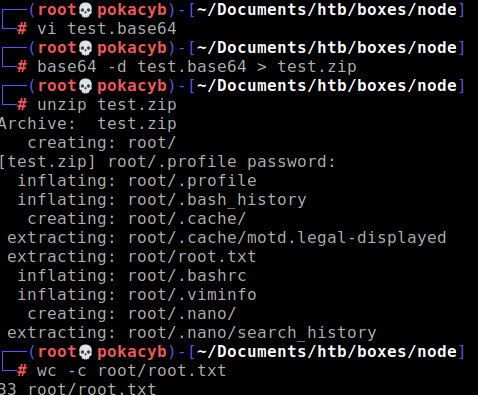 ┌──(root💀pokacyb)-[~/Documents/htb/boxes/node]
└─# vi test.base64
┌──(root💀pokacyb)-[~/Documents/htb/boxes/node]
└─# base64 -d test.base64 > test.zip
┌──(root💀pokacyb)-[~/Documents/htb/boxes/node]
└─# unzip test.zip
Archive:  test.zip
   creating: root/
[test.zip] root/.profile password:
  inflating: root/.profile
  inflating: root/.bash_history
   creating: root/.cache/
 extracting: root/.cache/motd.legal-displayed
 extracting: root/root.txt
  inflating: root/.bashrc
  inflating: root/.viminfo
   creating: root/.nano/
 extracting: root/.nano/search_history
┌──(root💀pokacyb)-[~/Documents/htb/boxes/node]
└─# wc -c root/root.txt
33 root/root.txt